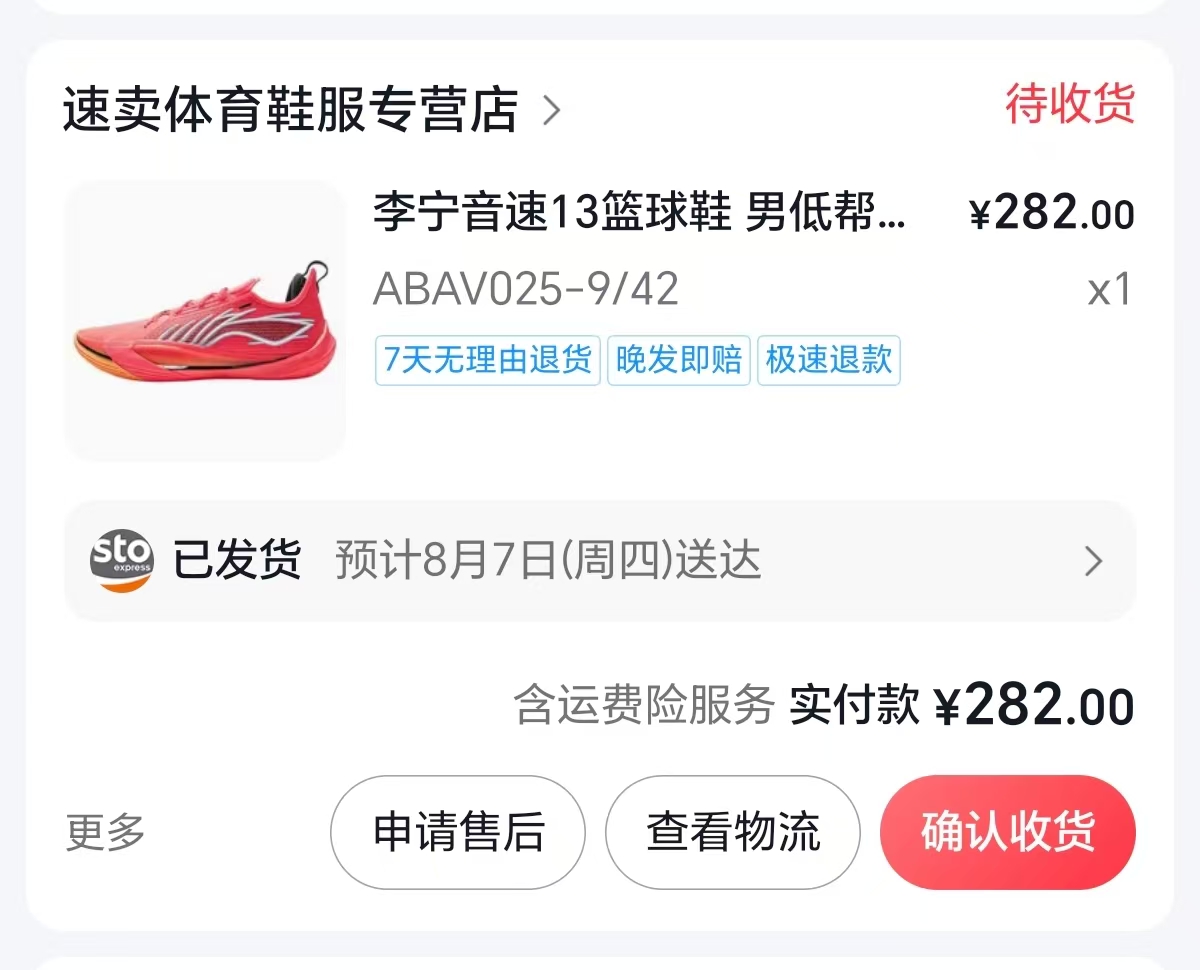 速卖体育鞋服专营店 >
待收货
李宁音速13篮球鞋 男低帮... ¥282.00
ABAV025-9/42 x1
7天无理由退货 晚发即赔 极速退款
sto express 已发货 预计8月7日(周四)送达 >
含运费险服务 实付款 ¥282.00
更多 申请售后 查看物流 确认收货